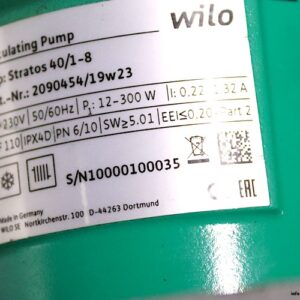 wilo
ulating Pump
o: Stratos 40/1-8
.-Nr.: 2090454/19w23
230V 50/60Hz P₁: 12-300 W I: 0.22-1.32 A
F 110 IPX4D PN 6/10 SW≥5.01 EEI≤0.20-Part 2
S/N10000100035
CE EAC
Made in Germany
WILO SE Nortkirchenstr. 100 D-44263 Dortmund